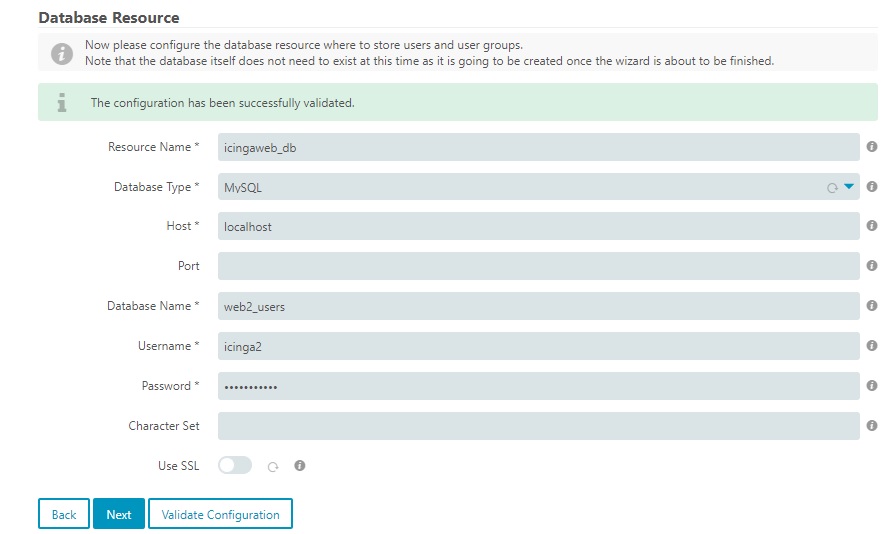 Database Resource
Now please configure the database resource where to store users and user groups.
Note that the database itself does not need to exist at this time as it is going to be created once the wizard is about to be finished.
The configuration has been successfully validated.
Resource Name * icingaweb_db
Database Type * MySQL
Host * localhost
Port
Database Name * web2_users
Username * icinga2
Password * •••••••••••
Character Set
Use SSL
Back Next Validate Configuration